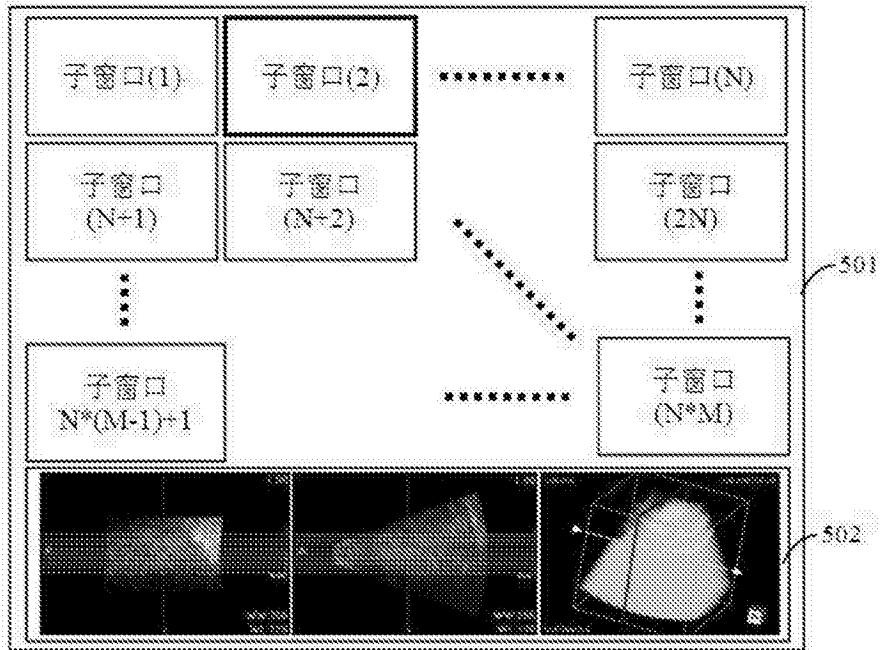 子窗口(1)
子窗口(2)
子窗口(N)
子窗口
(N+1)
子窗口
(N+2)
子窗口
(2N)
501
子窗口
N*(M-1)+1
子窗口
(N*M)
502